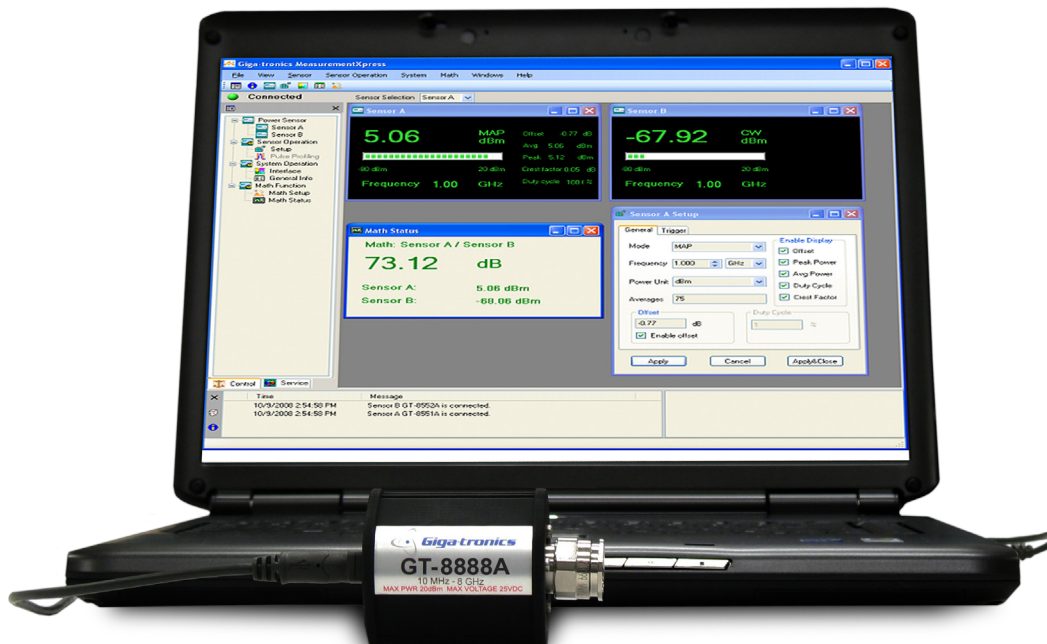 Giga-tronics MeasurementXpress
File View Sensor Sensor Operation System Math Windows Help
Connected Sensor Selection Sensor A
Power Sensor
Sensor A
Sensor B
Sensor Operation
Setup
Pulse Profiling
System Operation
Interface
General Info
Math Function
Math Setup
Math Status
Control Service
Sensor A
5.06 MAP dBm
Offset -0.77 dB
Avg 5.06 dBm
Peak 5.12 dBm
Crest factor 0.05 dB
-80 dBm 20 dBm
Duty cycle 100.1 %
Frequency 1.00 GHz
Sensor B
-67.92 CW dBm
-80 dBm 20 dBm
Frequency 1.00 GHz
Math Status
Math: Sensor A / Sensor B
73.12 dB
Sensor A: 5.06 dBm
Sensor B: -68.06 dBm
Sensor A Setup
General Trigger
Mode MAP
Frequency 1.000 GHz
Power Unit dBm
Averages 75
Enable Display
Offset
Peak Power
Avg Power
Duty Cycle
Crest Factor
Offset
-0.77 dB
Enable offset
Duty Cycle
1 %
Apply Cancel Apply&Close
Time Message
10/9/2008 2:54:58 PM Sensor B GT-8552A is connected.
10/9/2008 2:54:58 PM Sensor A GT-8551A is connected.
Giga-tronics
GT-8888A
10 MHz - 8 GHz
MAX PWR 20dBm MAX VOLTAGE 25VDC